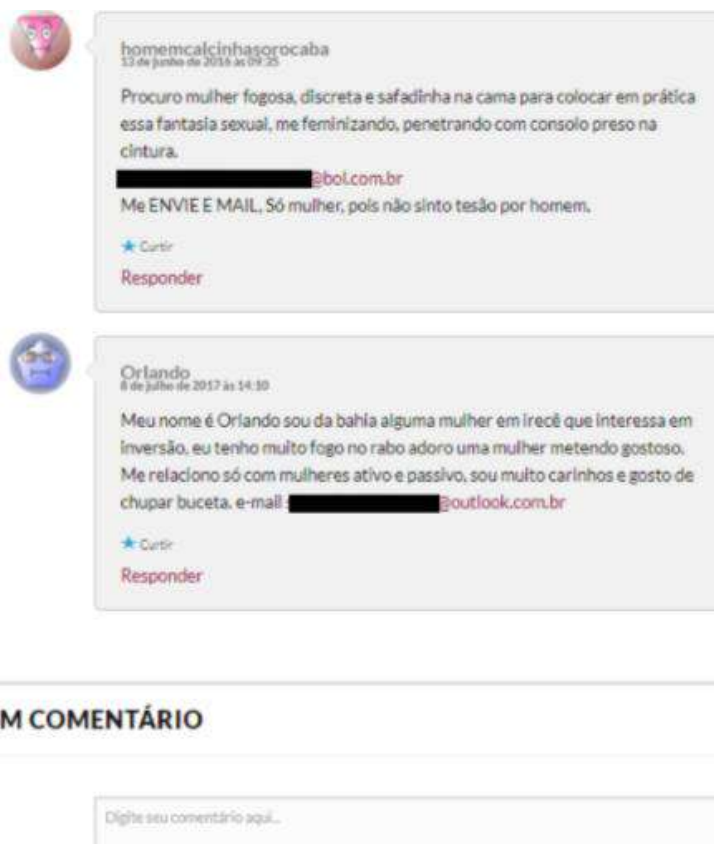 homemcalcinhasorocaba
13 de junho de 2016 às 09:35
Procuro mulher fogosa, discreta e safadinha na cama para colocar em prática
essa fantasia sexual, me feminizando, penetrando com consolo preso na
cintura.
@bol.com.br
Me ENVIE E MAIL, Só mulher, pois não sinto tesão por homem.
Curtir
Responder
Orlando
8 de julho de 2017 às 14:10
Meu nome é Orlando sou da bahia alguma mulher em irecê que interessa em
inversão, eu tenho muito fogo no rabo adoro uma mulher metendo gostoso.
Me relaciono só com mulheres ativo e passivo, sou muito carinhos e gosto de
chupar buceta. e-mail : @outlook.com.br
Curtir
Responder
M COMENTÁRIO
Digite seu comentário aqui...